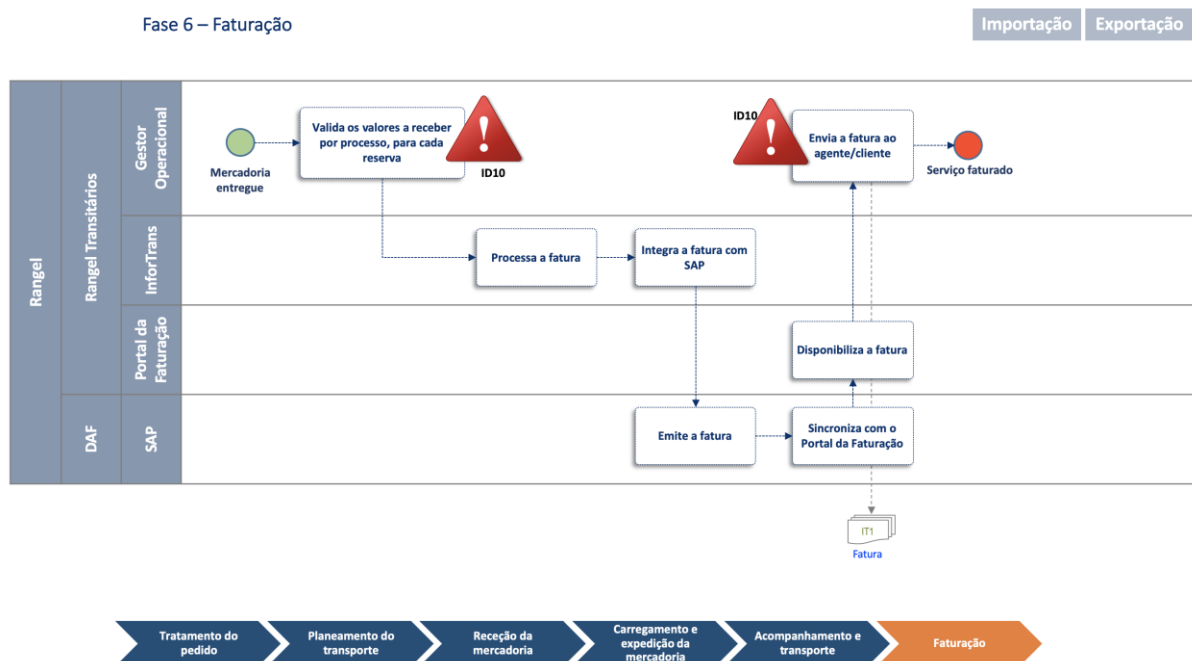 Fase 6 – Faturação
Importação
Exportação
Rangel
Rangel Transitários
Gestor
Operacional
Mercadoria
entregue
Valida os valores a receber
por processo, para cada
reserva
!
ID10
ID10
!
Envia a fatura ao
agente/cliente
Serviço faturado
InforTrans
Processa a fatura
Integra a fatura com
SAP
Portal da
Faturação
Disponibiliza a fatura
DAF
SAP
Emite a fatura
Sincroniza com o
Portal da Faturação
IT1
Fatura
Tratamento do
pedido
Planeamento do
transporte
Receção da
mercadoria
Carregamento e
expedição da
mercadoria
Acompanhamento e
transporte
Faturação